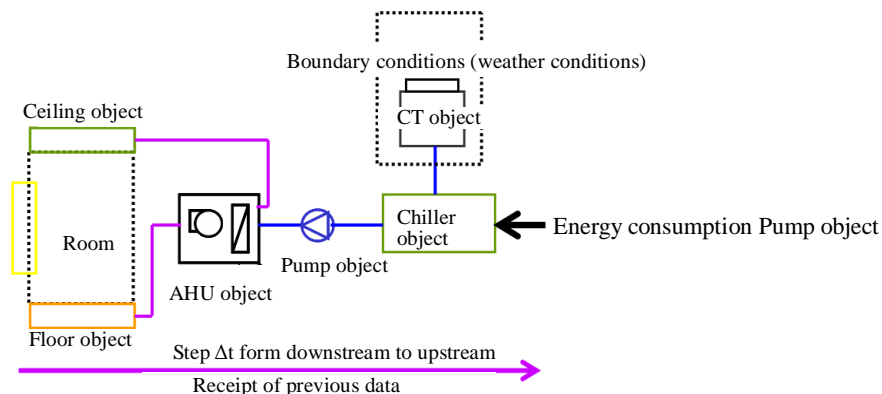 Boundary conditions (weather conditions)
Ceiling object
CT object
Room
Chiller
object
Energy consumption Pump object
Pump object
AHU object
Floor object
Step Δt form downstream to upstream
Receipt of previous data